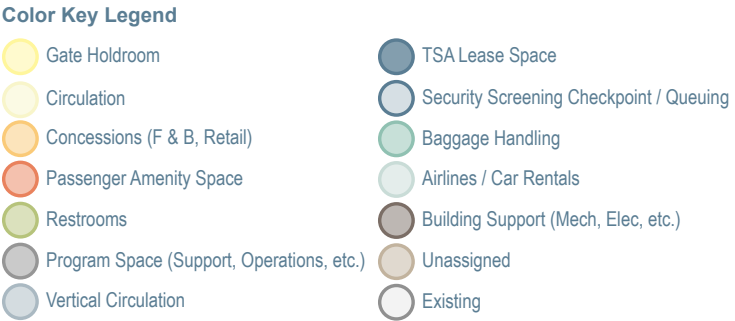 Color Key Legend
Gate Holdroom
Circulation
Concessions (F & B, Retail)
Passenger Amenity Space
Restrooms
Program Space (Support, Operations, etc.)
Vertical Circulation
TSA Lease Space
Security Screening Checkpoint / Queuing
Baggage Handling
Airlines / Car Rentals
Building Support (Mech, Elec, etc.)
Unassigned
Existing